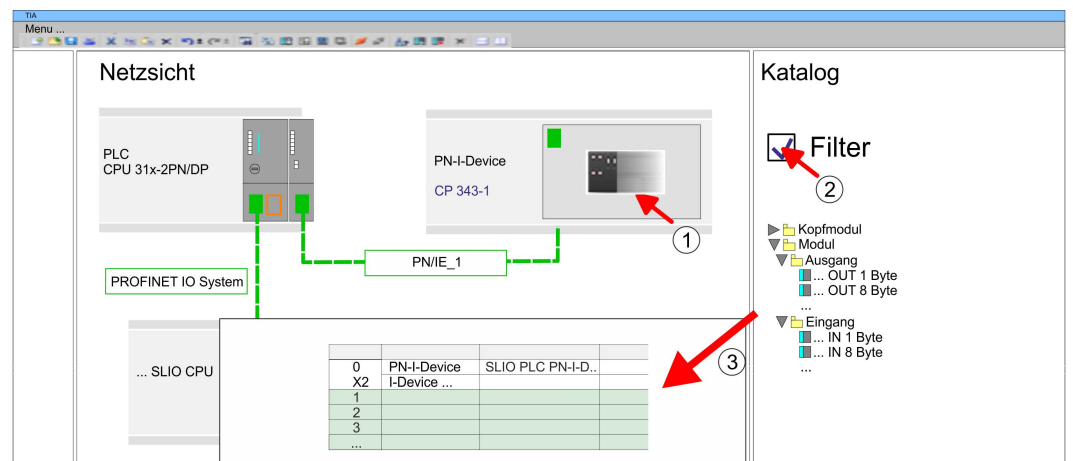 TIA
Menu ...
Netzsicht
PLC
CPU 31x-2PN/DP
PN-I-Device
CP 343-1
1
PN/IE_1
PROFINET IO System
... SLIO CPU
0 PN-I-Device SLIO PLC PN-I-D..
X2 I-Device ...
1
2
3
...
3
Katalog
Filter
2
Kopfmodul
Modul
Ausgang
... OUT 1 Byte
... OUT 8 Byte
...
Eingang
... IN 1 Byte
... IN 8 Byte
...